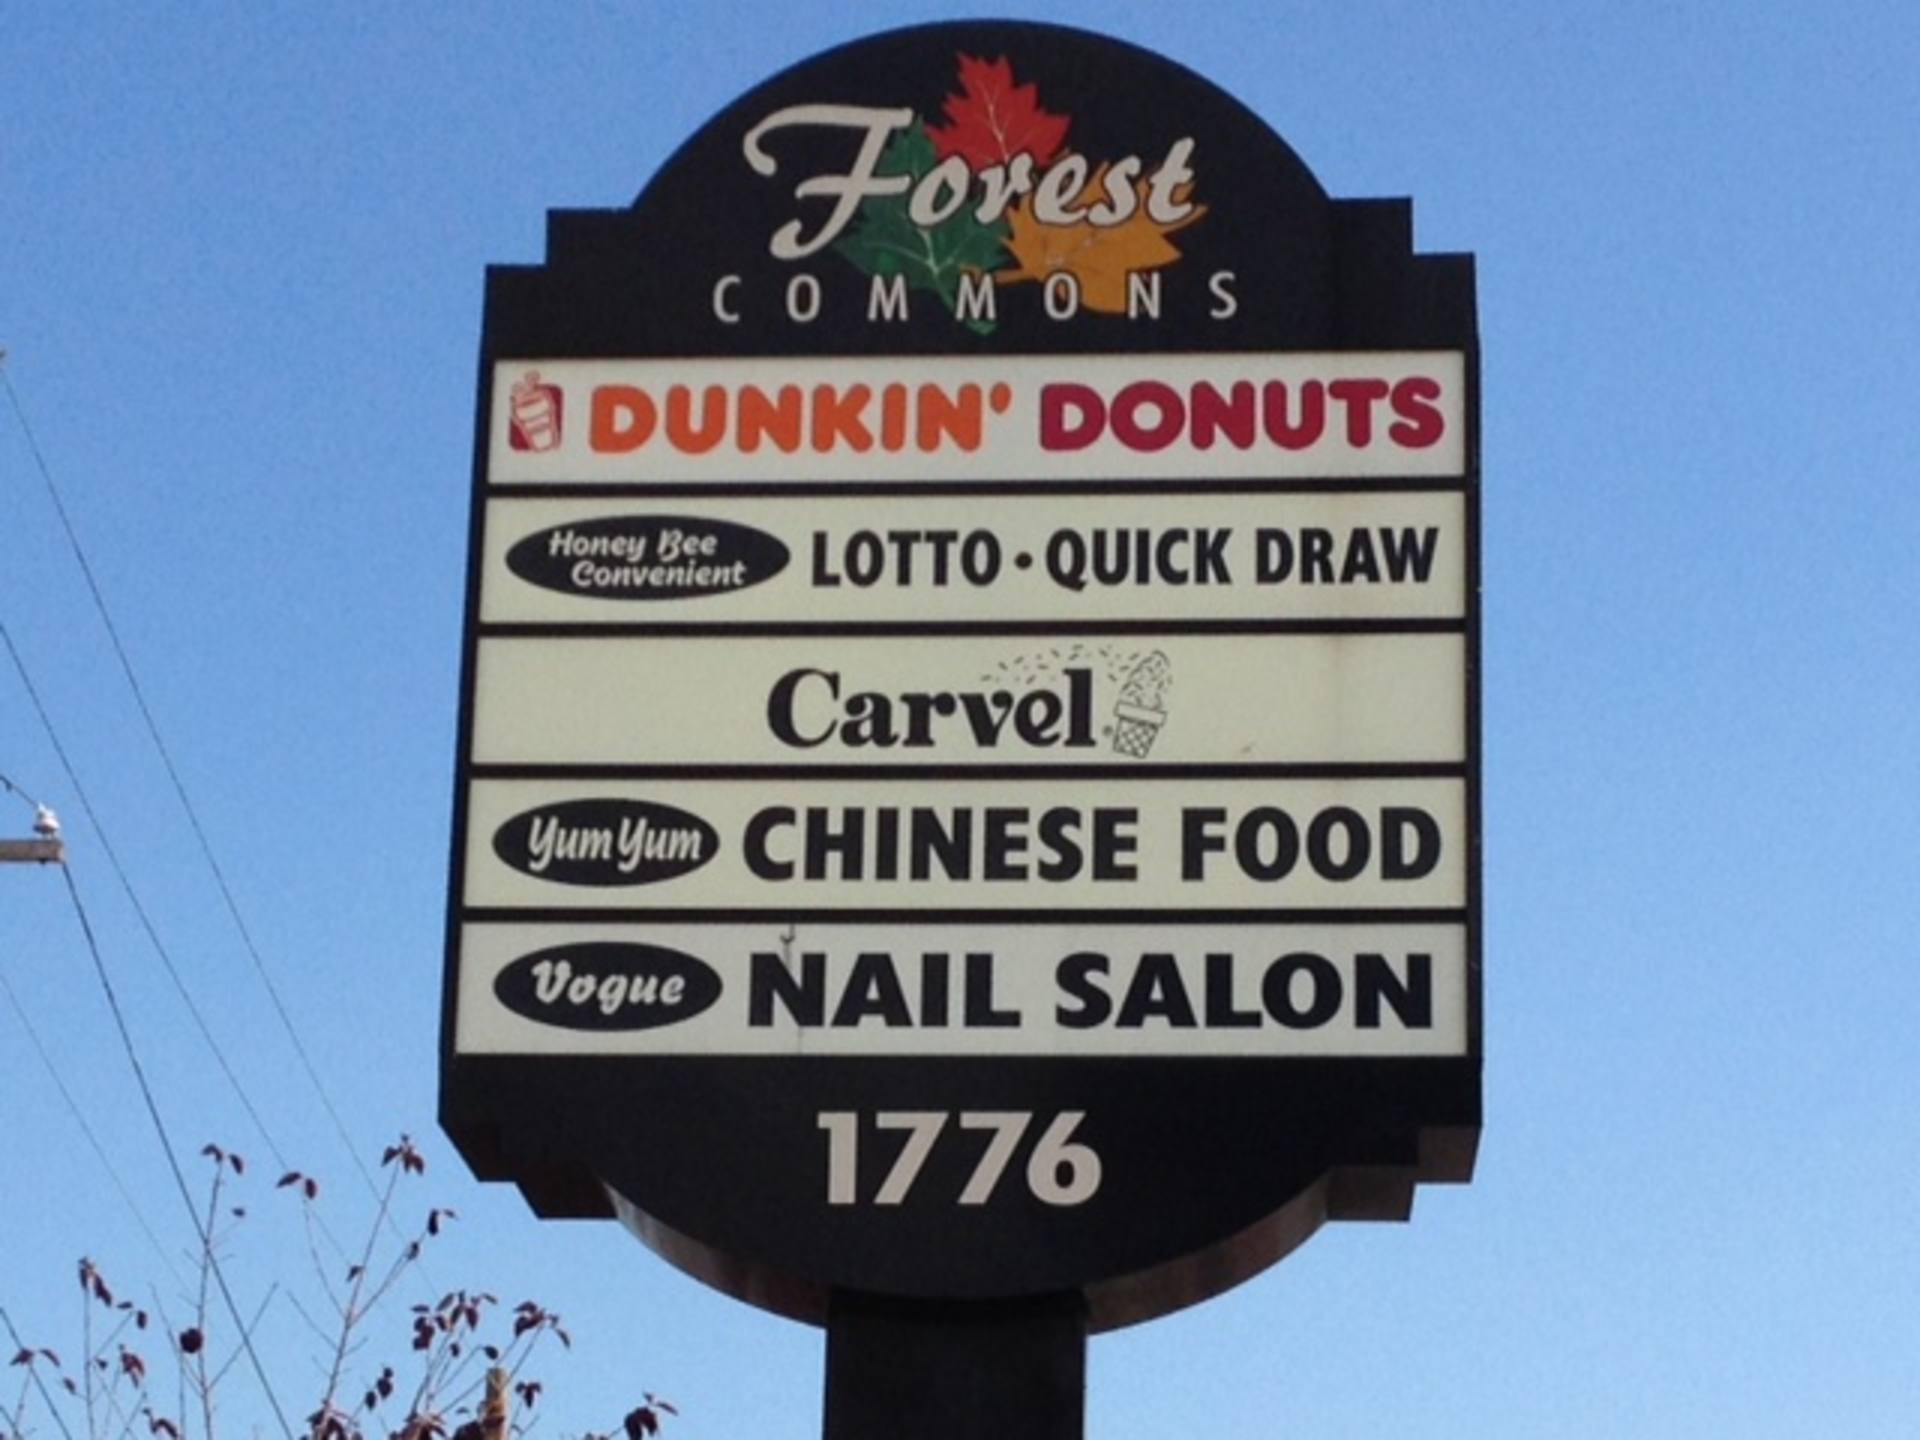 Forest
COMMONS
DUNKIN' DONUTS
Honey Bee
Convenient
LOTTO • QUICK DRAW
Carvel
Yum Yum CHINESE FOOD
Vogue NAIL SALON
1776